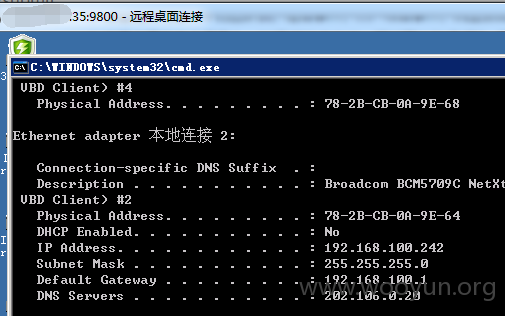 .35:9800 - 远程桌面连接
C:\WINDOWS\system32\cmd.exe
VBD Client) #4
Physical Address. . . . . . . . . : 78-2B-CB-0A-9E-68
Ethernet adapter 本地连接 2:
Connection-specific DNS Suffix . :
Description . . . . . . . . . . . : Broadcom BCM5709C NetXt
VBD Client) #2
Physical Address. . . . . . . . . : 78-2B-CB-0A-9E-64
DHCP Enabled. . . . . . . . . . . : No
IP Address. . . . . . . . . . . . : 192.168.100.242
Subnet Mask . . . . . . . . . . . : 255.255.255.0
Default Gateway . . . . . . . . . : 192.168.100.1
DNS Servers . . . . . . . . . . . : 202.106.0.20
www.wooyun.org